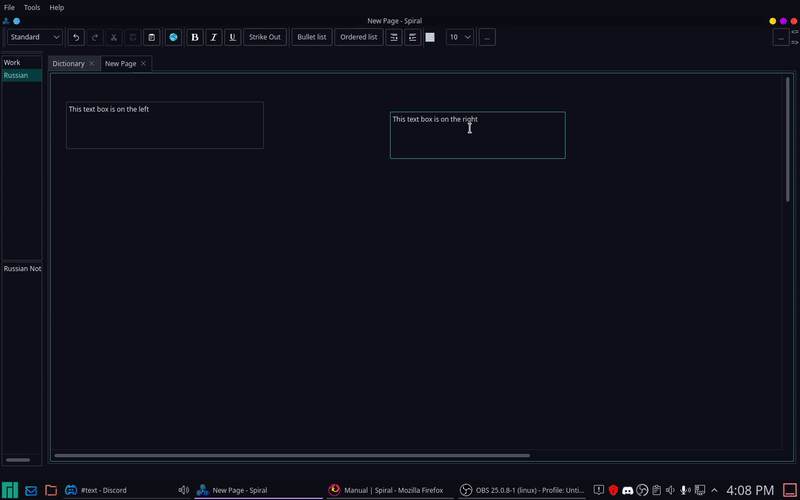 File Tools Help
New Page - Spiral
Standard B I U Strike Out Bullet list Ordered list 10 ... ... <=
=>
Work
Russian
Dictionary New Page
This text box is on the left
This text box is on the right
Russian Not
#text - Discord New Page - Spiral Manual | Spiral - Mozilla Firefox OBS 25.0.8-1 (linux) - Profile: Unti... 4:08 PM